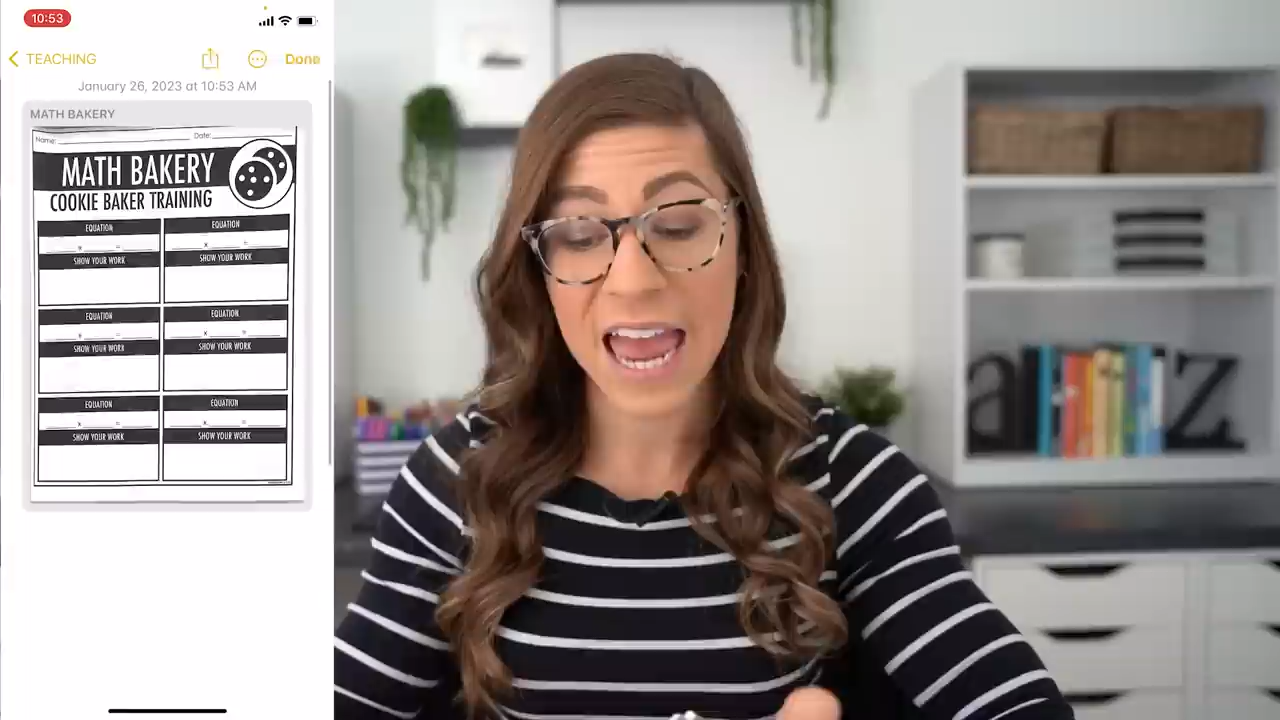 10:53
TEACHING
Done
January 26, 2023 at 10:53 AM
MATH BAKERY
Name:
Date:
MATH BAKERY
COOKIE BAKER TRAINING
EQUATION EQUATION
x = x =
SHOW YOUR WORK SHOW YOUR WORK
EQUATION EQUATION
x = x =
SHOW YOUR WORK SHOW YOUR WORK
EQUATION EQUATION
x = x =
SHOW YOUR WORK SHOW YOUR WORK
a z